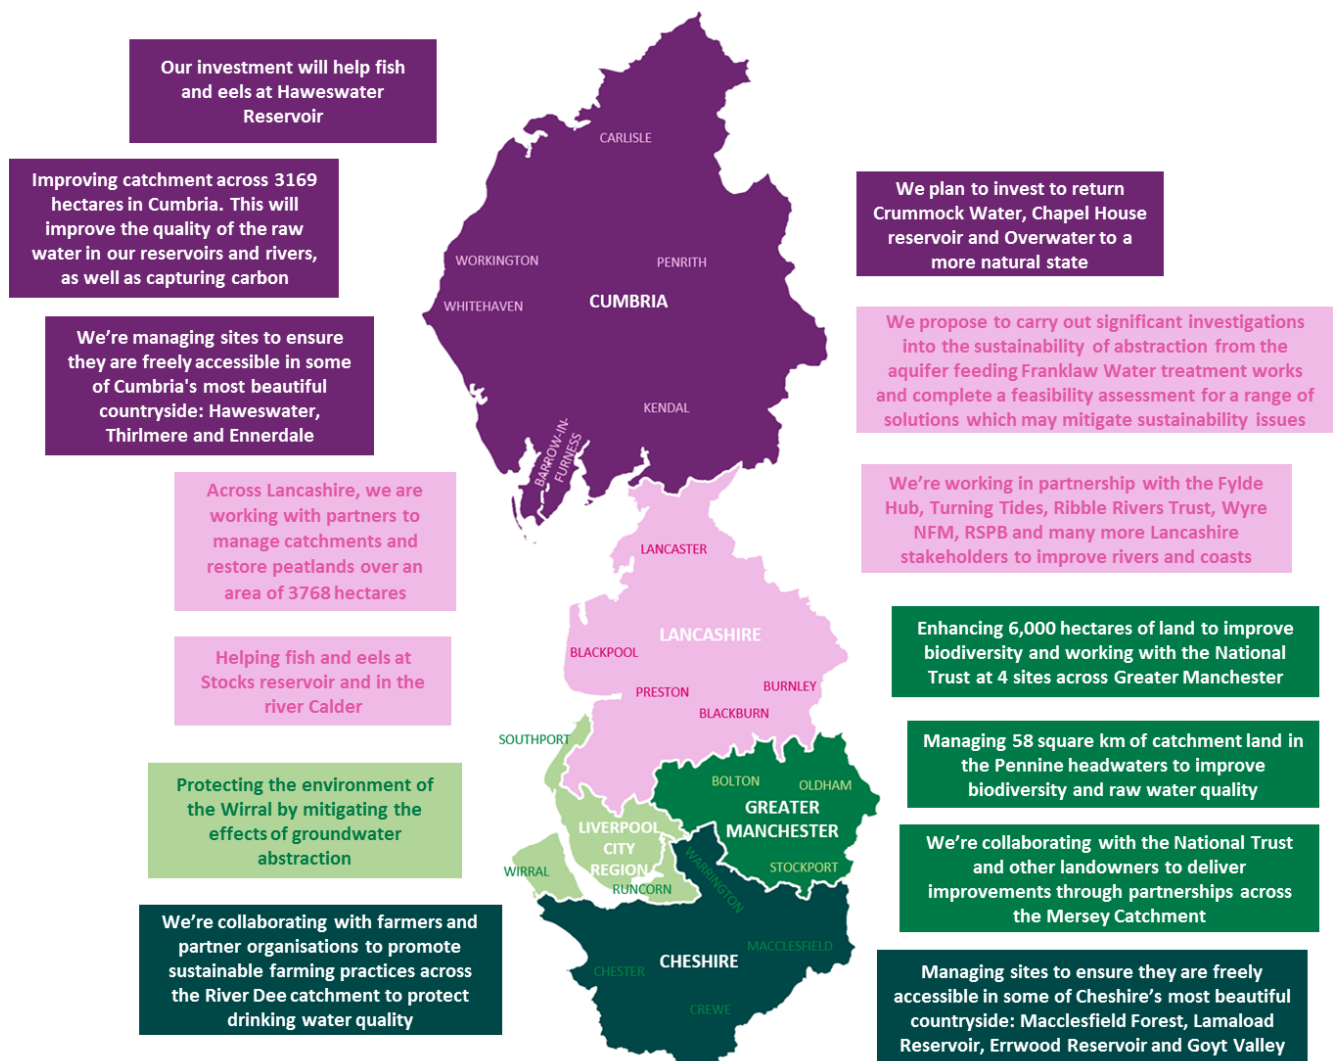 Our investment will help fish
and eels at Haweswater
Reservoir
Improving catchment across 3169
hectares in Cumbria. This will
improve the quality of the raw
water in our reservoirs and rivers,
as well as capturing carbon
We’re managing sites to ensure
they are freely accessible in some
of Cumbria's most beautiful
countryside: Haweswater,
Thirlmere and Ennerdale
Across Lancashire, we are
working with partners to
manage catchments and
restore peatlands over an
area of 3768 hectares
Helping fish and eels at
Stocks reservoir and in the
river Calder
Protecting the environment of
the Wirral by mitigating the
effects of groundwater
abstraction
We’re collaborating with farmers and
partner organisations to promote
sustainable farming practices across
the River Dee catchment to protect
drinking water quality
CARLISLE
WORKINGTON
PENRITH
WHITEHAVEN
CUMBRIA
KENDAL
BARROW-IN-
FURNESS
LANCASTER
LANCASHIRE
BLACKPOOL
PRESTON
BURNLEY
BLACKBURN
SOUTHPORT
BOLTON
OLDHAM
GREATER
MANCHESTER
LIVERPOOL
CITY
REGION
WIRRAL
RUNCORN
WARRINGTON
STOCKPORT
MACCLESFIELD
CHESHIRE
CHESTER
CREWE
We plan to invest to return
Crummock Water, Chapel House
reservoir and Overwater to a
more natural state
We propose to carry out significant investigations
into the sustainability of abstraction from the
aquifer feeding Franklaw Water treatment works
and complete a feasibility assessment for a range of
solutions which may mitigate sustainability issues
We’re working in partnership with the Fylde
Hub, Turning Tides, Ribble Rivers Trust, Wyre
NFM, RSPB and many more Lancashire
stakeholders to improve rivers and coasts
Enhancing 6,000 hectares of land to improve
biodiversity and working with the National
Trust at 4 sites across Greater Manchester
Managing 58 square km of catchment land in
the Pennine headwaters to improve
biodiversity and raw water quality
We’re collaborating with the National Trust
and other landowners to deliver
improvements through partnerships across
the Mersey Catchment
Managing sites to ensure they are freely
accessible in some of Cheshire’s most beautiful
countryside: Macclesfield Forest, Lamaload
Reservoir, Errwood Reservoir and Goyt Valley